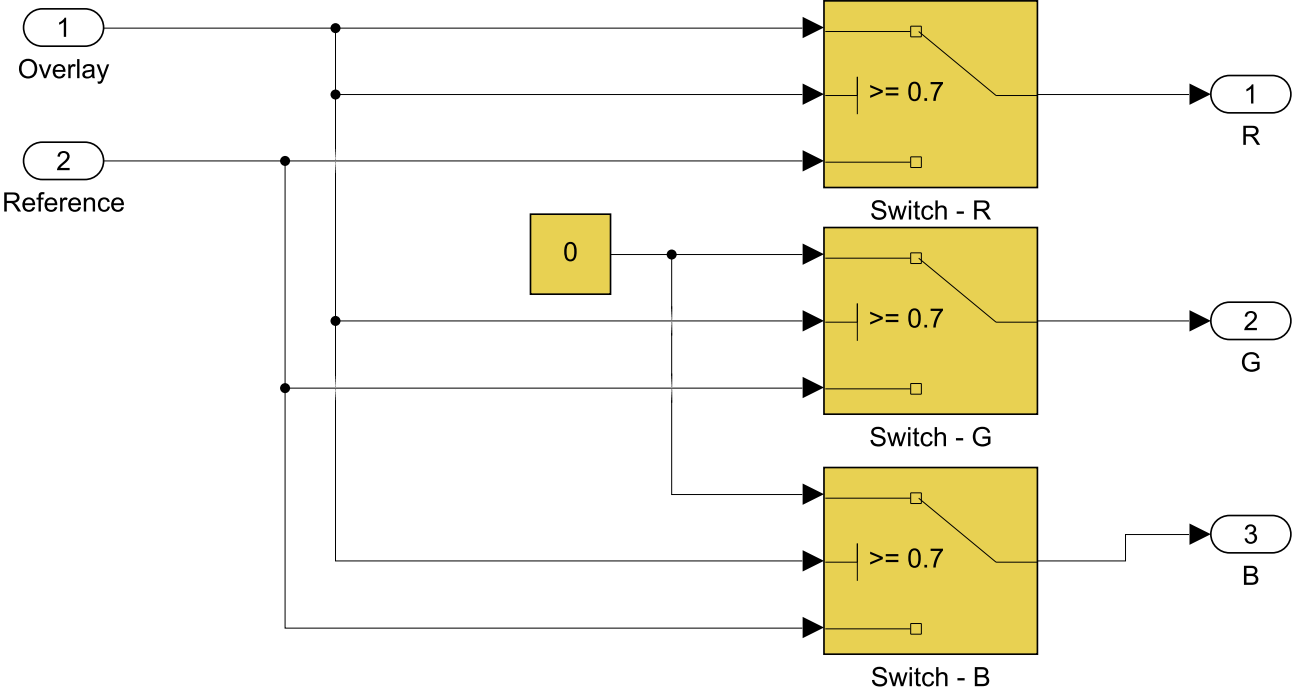 1
Overlay
>= 0.7
1
R
2
Reference
Switch - R
0
>= 0.7
2
G
Switch - G
>= 0.7
3
B
Switch - B